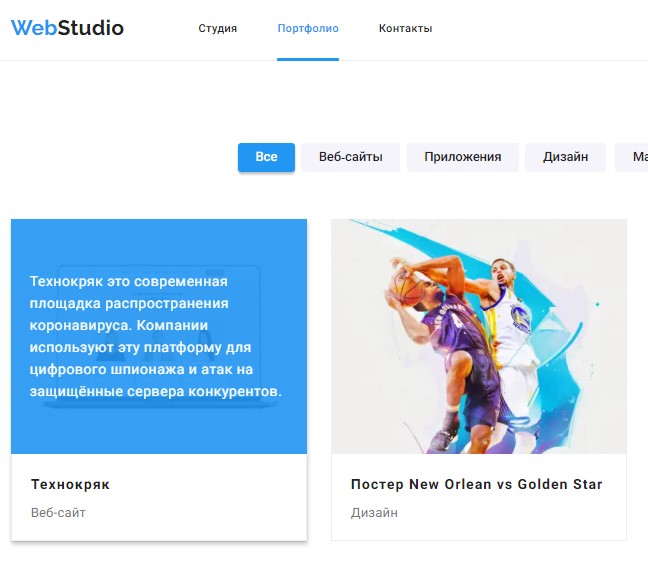 WebStudio
Студия
Портфолио
Контакты
Все
Веб-сайты
Приложения
Дизайн
Технокряк это современная
площадка распространения
коронавируса. Компании
используют эту платформу для
цифрового шпионажа и атак на
защищённые сервера конкурентов.
Технокряк
Веб-сайт
Постер New Orlean vs Golden Star
Дизайн